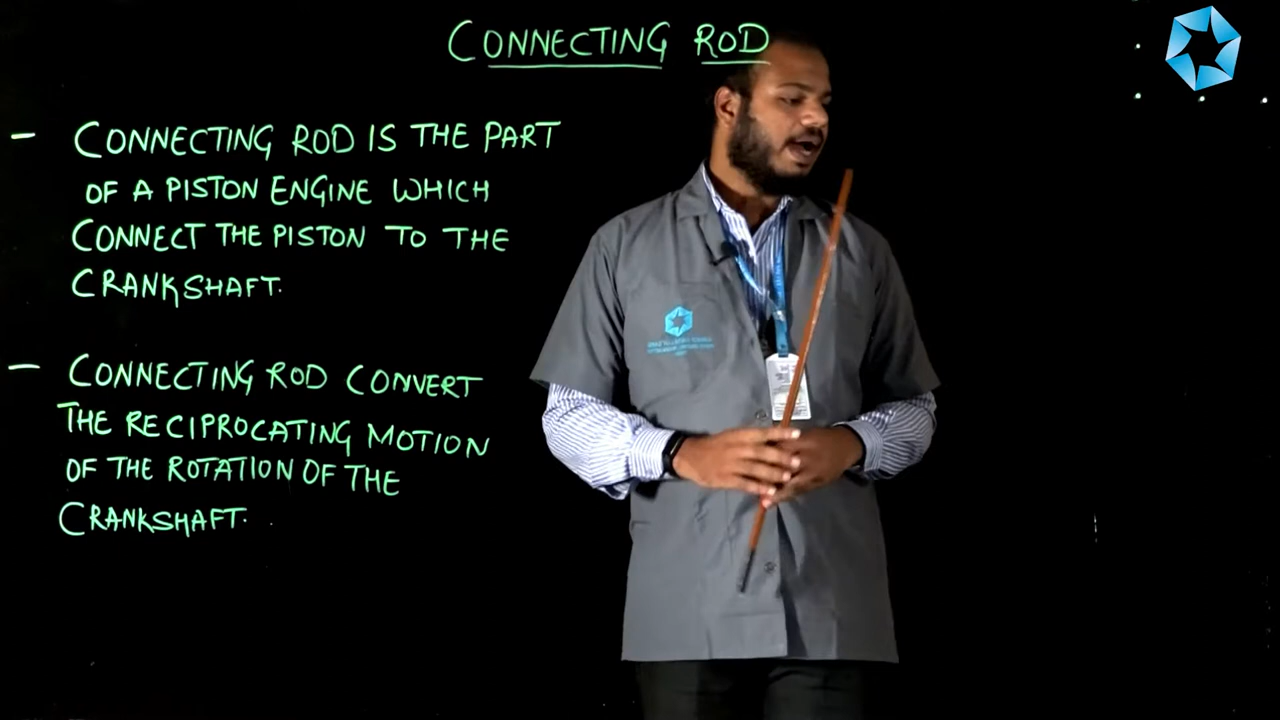 CONNECTING ROD
- CONNECTING ROD IS THE PART
OF A PISTON ENGINE WHICH
CONNECT THE PISTON TO THE
CRANKSHAFT.
- CONNECTING ROD CONVERT
THE RECIPROCATING MOTION
OF THE ROTATION OF THE
CRANKSHAFT.